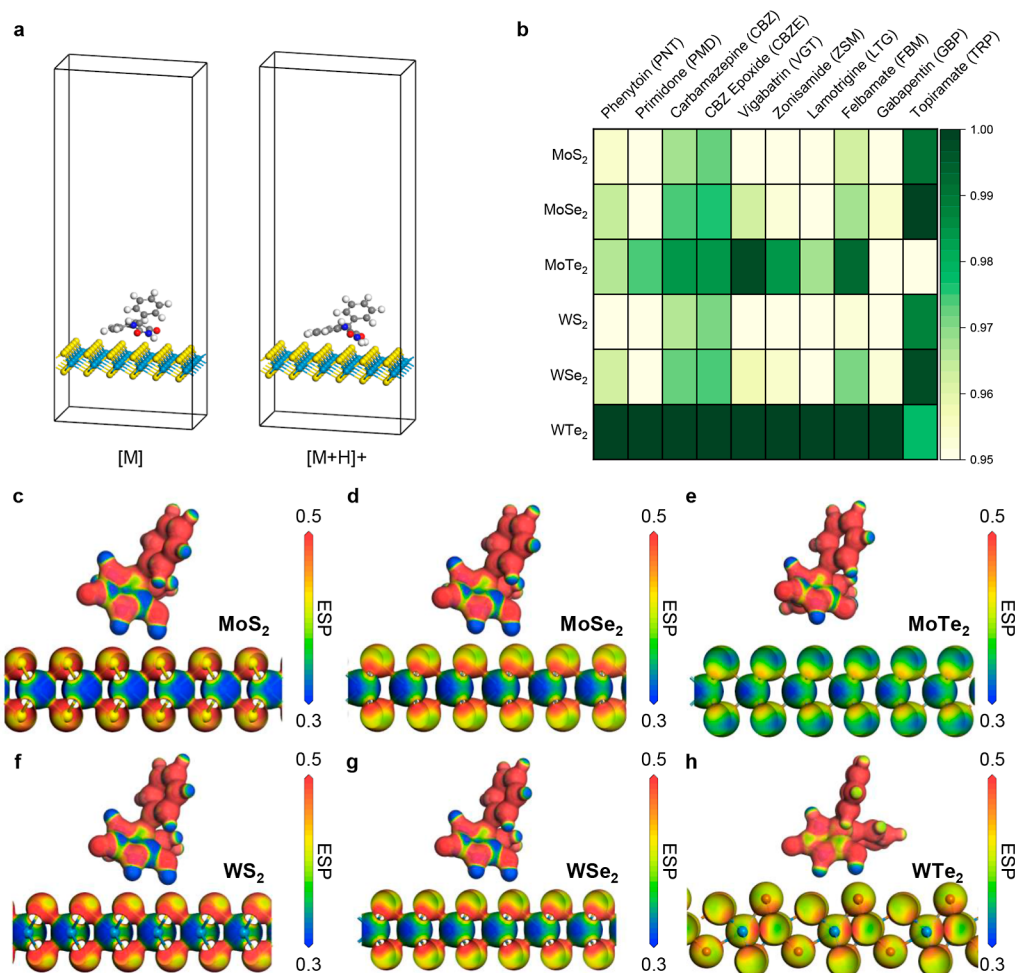 a
[M]
[M+H]+
b
Phenytoin (PNT)
Primidone (PMD)
Carbamazepine (CBZ)
CBZ Epoxide (CBZE)
Vigabatrin (VGT)
Zonisamide (ZSM)
Lamotrigine (LTG)
Felbamate (FBM)
Gabapentin (GBP)
Topiramate (TRP)
MoS₂
MoSe₂
MoTe₂
WS₂
WSe₂
WTe₂
1.00
0.99
0.98
0.97
0.96
0.95
c
0.5
ESP
MoS₂
0.3
d
0.5
ESP
MoSe₂
0.3
e
0.5
ESP
MoTe₂
0.3
f
0.5
ESP
WS₂
0.3
g
0.5
ESP
WSe₂
0.3
h
0.5
ESP
WTe₂
0.3